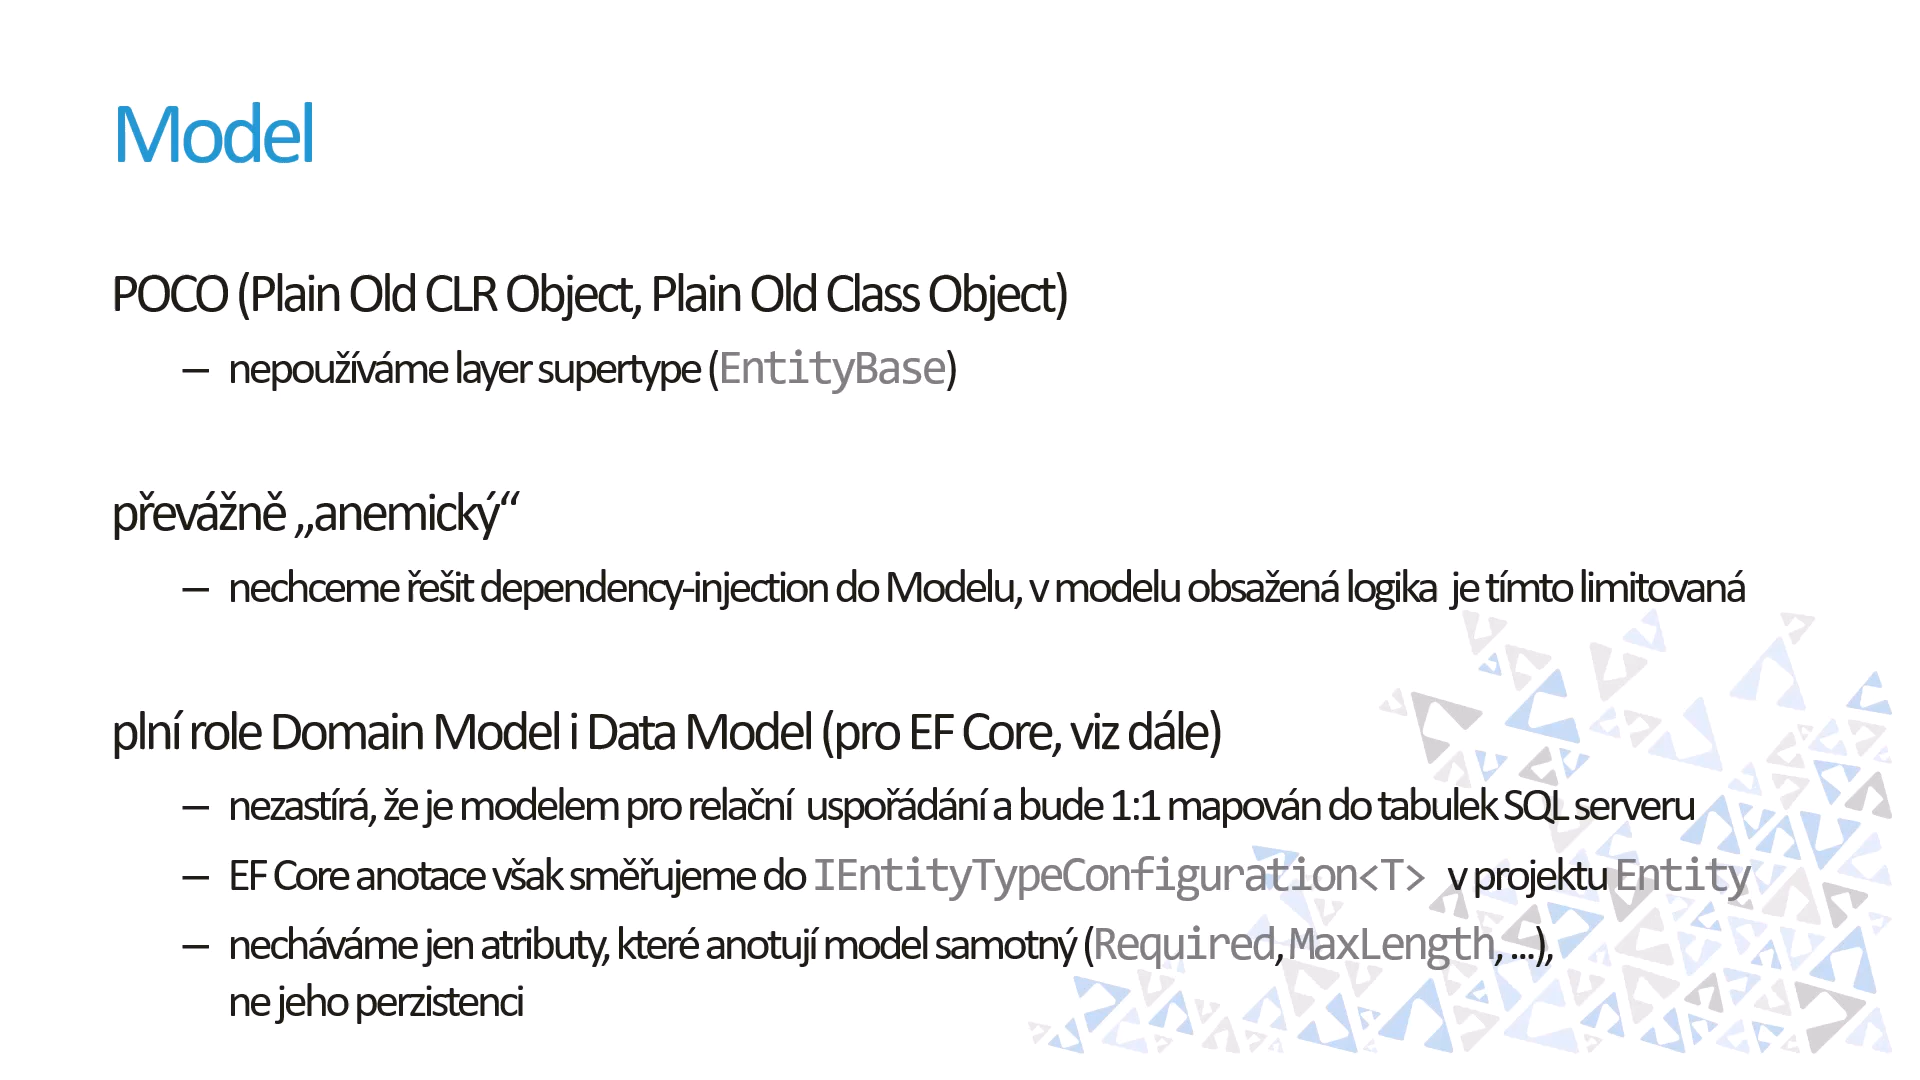 Model
POCO (Plain Old CLR Object, Plain Old Class Object)
– nepoužíváme layer supertype (EntityBase)
převážně „anemický“
– nechceme řešit dependency-injection do Modelu, v modelu obsažená logika je tímto limitovaná
plní role Domain Model i Data Model (pro EF Core, viz dále)
– nezastírá, že je modelem pro relační uspořádání a bude 1:1 mapován do tabulek SQL serveru
– EF Core anotace však směřujeme do IEntityTypeConfiguration<T> v projektu Entity
– necháváme jen atributy, které anotují model samotný (Required, MaxLength, ...),
ne jeho perzistenci